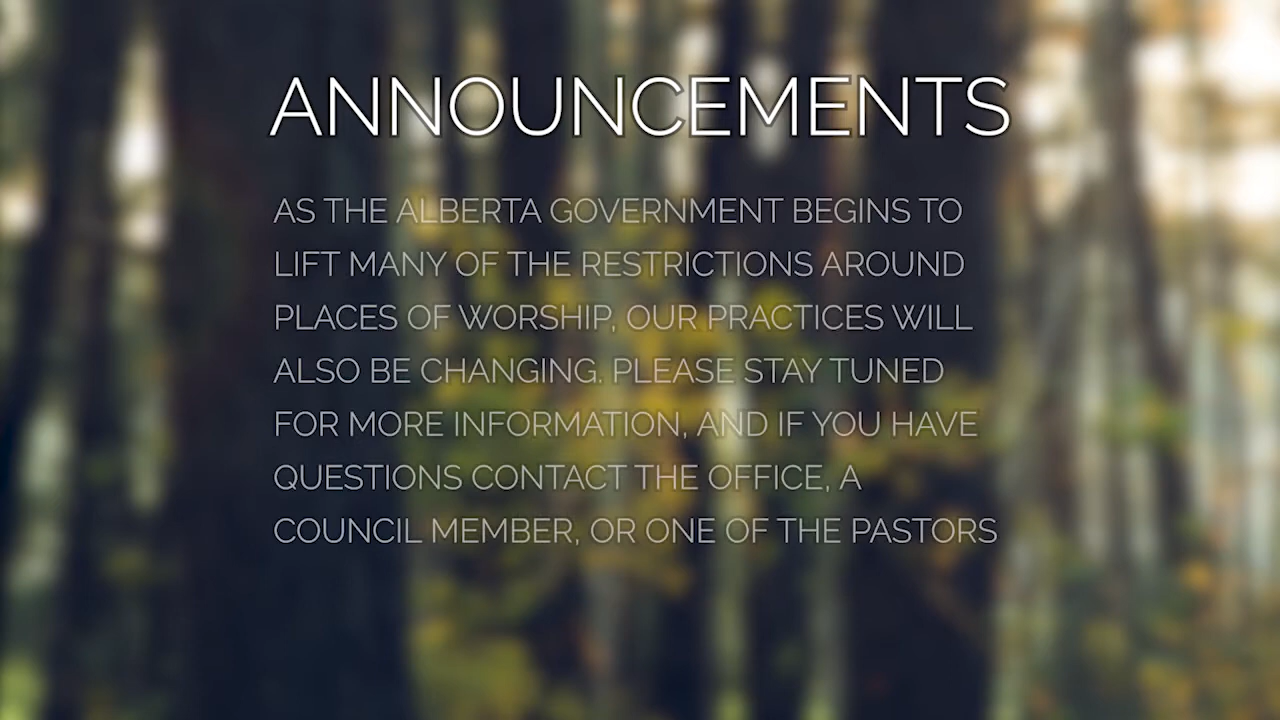 ANNOUNCEMENTS
AS THE ALBERTA GOVERNMENT BEGINS TO
LIFT MANY OF THE RESTRICTIONS AROUND
PLACES OF WORSHIP, OUR PRACTICES WILL
ALSO BE CHANGING. PLEASE STAY TUNED
FOR MORE INFORMATION, AND IF YOU HAVE
QUESTIONS CONTACT THE OFFICE, A
COUNCIL MEMBER, OR ONE OF THE PASTORS